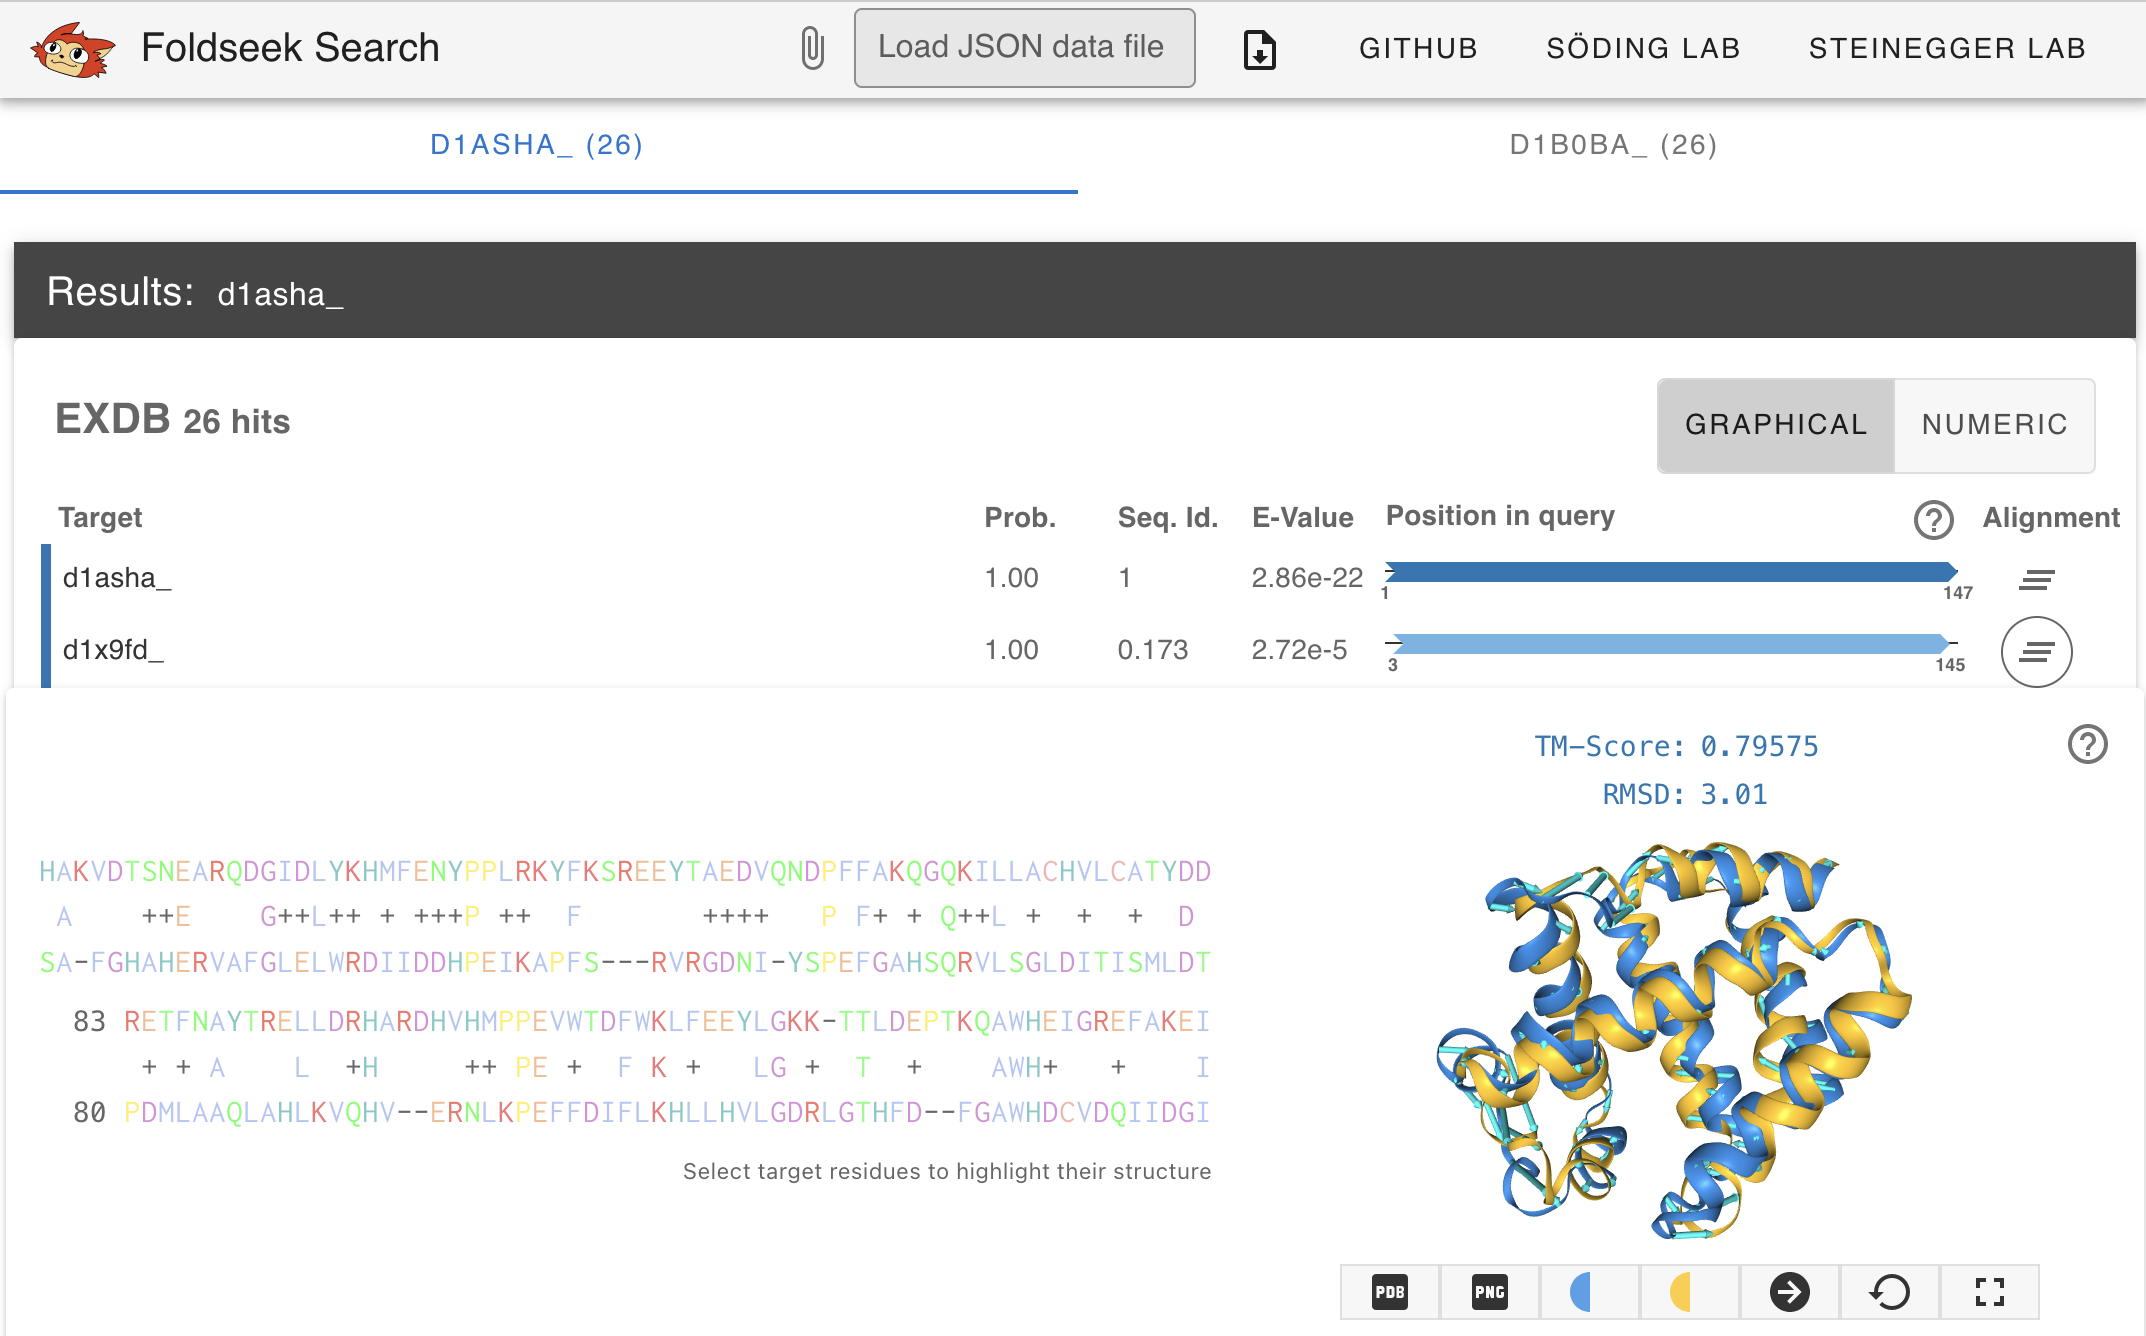 Foldseek Search
Load JSON data file
GITHUB
SÖDING LAB
STEINEGGER LAB
D1ASHA_ (26)
D1B0BA_ (26)
Results: d1asha_
EXDB 26 hits
GRAPHICAL
NUMERIC
Target Prob. Seq. Id. E-Value Position in query ? Alignment
d1asha_ 1.00 1 2.86e-22
1 147
d1x9fd_ 1.00 0.173 2.72e-5
3 145
TM-Score: 0.79575
RMSD: 3.01
?
HAKVDTSNEARQDGIDLYKHMFENYPPLRKYFKSREEYTAEDVQNDPFFAKQGQKILLACHVLCATYDD
A    ++E    G++L++ + +++P ++  F       ++++   P F+ + Q++L +  +  +  D
SA-FGHAHERVAFGLELWRDIIDDHPEIKAPFS---RVRGDNI-YSPEFGAHSQRVLSGLDITISMLDT
83 RETFNAYTRELLDRHARDHVHMPPEVWTDFWKLFEEYLGKK-TTLDEPTKQAWHEIGREFAKEI
+ + A    L  +H     ++ PE +  F K +   LG +  T  +    AWH+   +    I
80 PDMLAAQLAHLKVQHV--ERNLKPEFFDIFLKHLLHVLGDRLGTHFD--FGAWHDCVDQIIDGI
Select target residues to highlight their structure
PDB
PNG